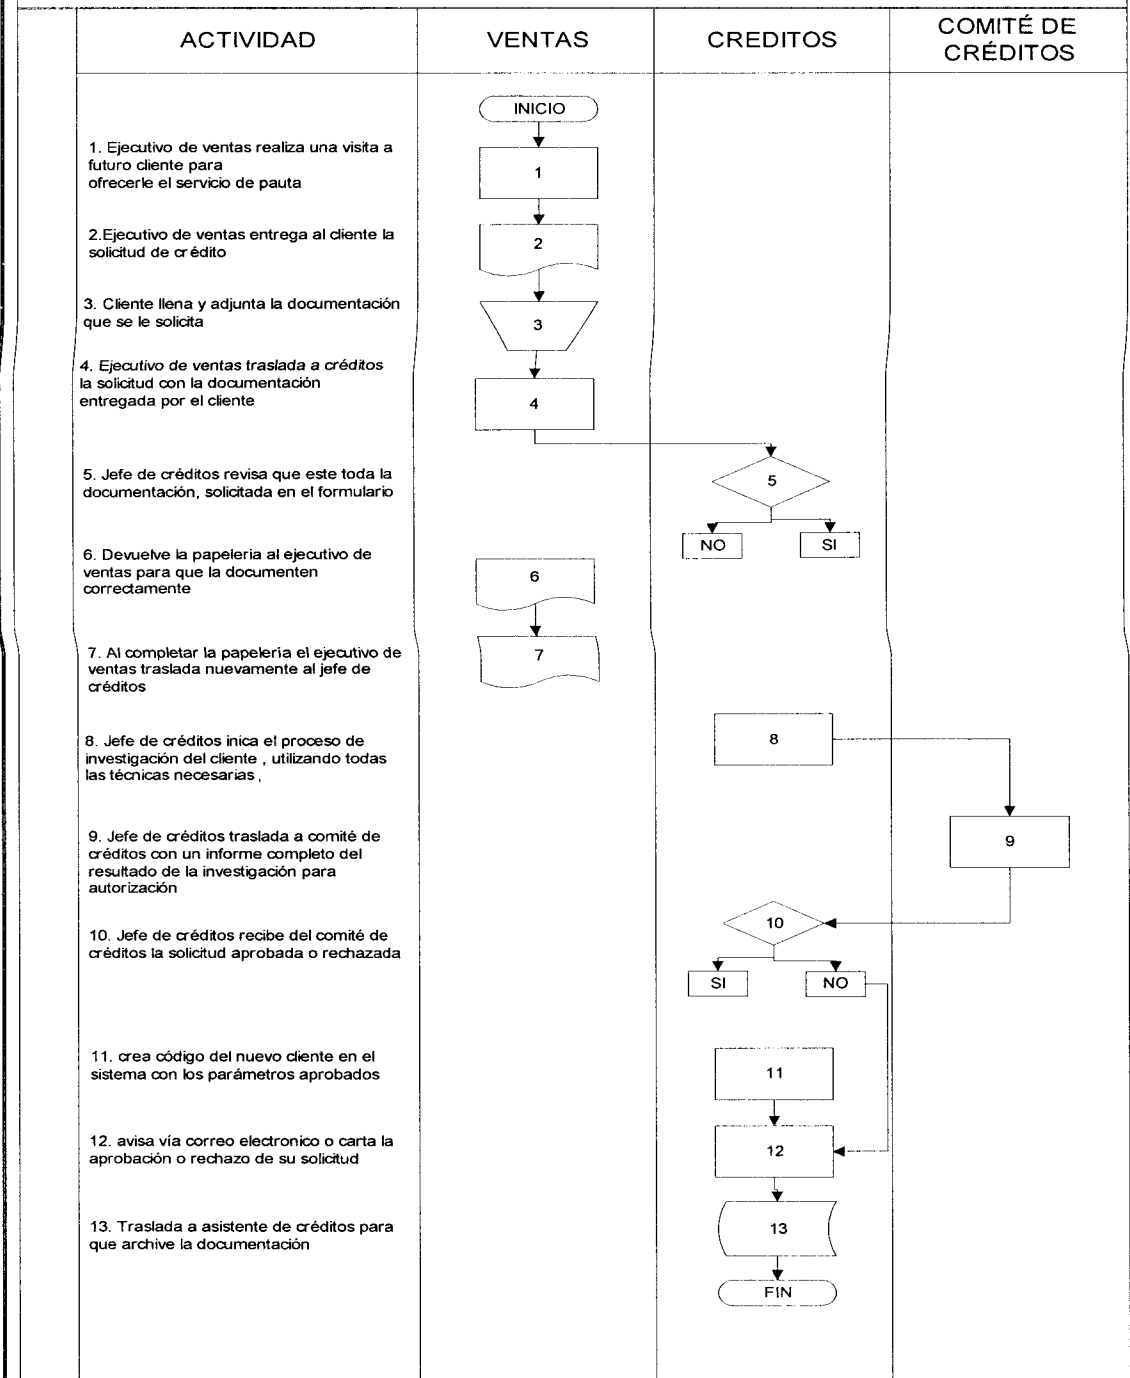 ACTIVIDAD
VENTAS
CREDITOS
COMITÉ DE
CRÉDITOS
INICIO
1. Ejecutivo de ventas realiza una visita a
futuro cliente para
ofrecerle el servicio de pauta
1
2.Ejecutivo de ventas entrega al cliente la
solicitud de crédito
2
3. Cliente llena y adjunta la documentación
que se le solicita
3
4. Ejecutivo de ventas traslada a créditos
la solicitud con la documentación
entregada por el cliente
4
5. Jefe de créditos revisa que este toda la
documentación, solicitada en el formulario
5
NO
SI
6. Devuelve la papeleria al ejecutivo de
ventas para que la documenten
correctamente
6
7. Al completar la papelería el ejecutivo de
ventas traslada nuevamente al jefe de
créditos
7
8. Jefe de créditos inica el proceso de
investigación del cliente , utilizando todas
las técnicas necesarias ,
8
9. Jefe de créditos traslada a comité de
créditos con un informe completo del
resultado de la investigación para
autorización
9
10. Jefe de créditos recibe del comité de
créditos la solicitud aprobada o rechazada
10
SI
NO
11. crea código del nuevo cliente en el
sistema con los parámetros aprobados
11
12. avisa vía correo electronico o carta la
aprobación o rechazo de su solicitud
12
13. Traslada a asistente de créditos para
que archive la documentación
13
FIN